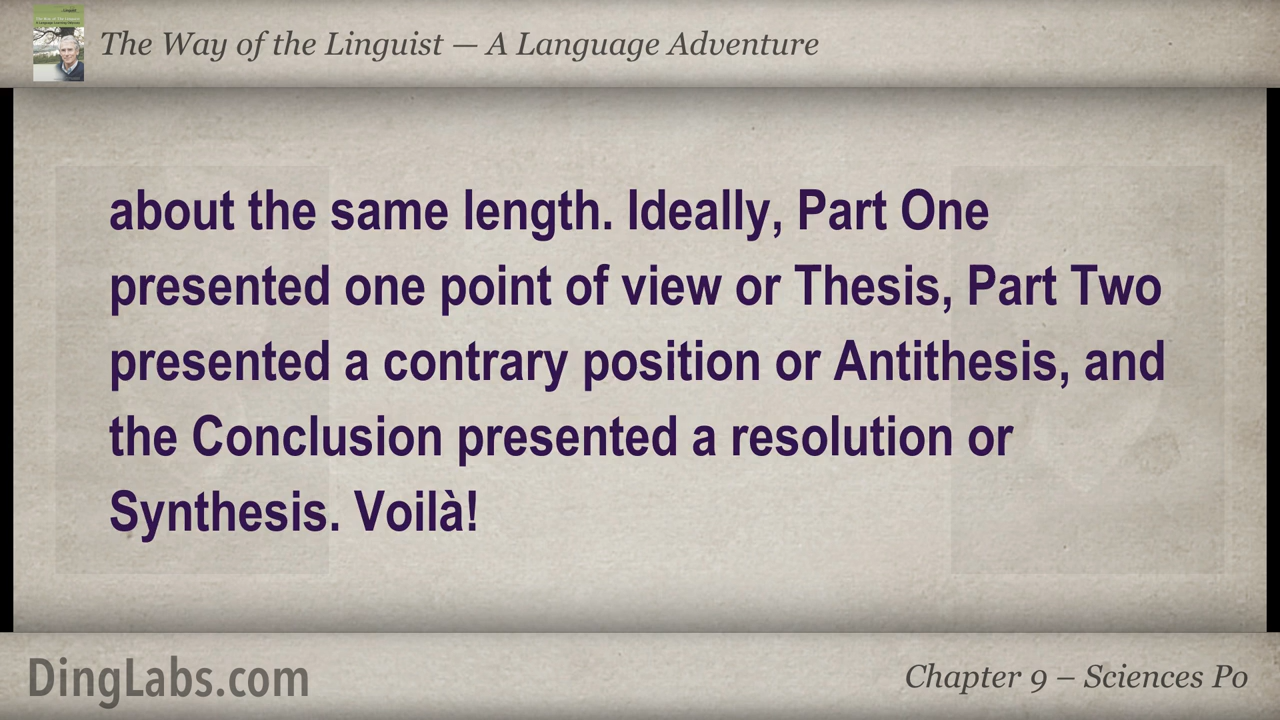 The Way of the Linguist — A Language Adventure
about the same length. Ideally, Part One
presented one point of view or Thesis, Part Two
presented a contrary position or Antithesis, and
the Conclusion presented a resolution or
Synthesis. Voilà!
DingLabs.com
Chapter 9 – Sciences Po